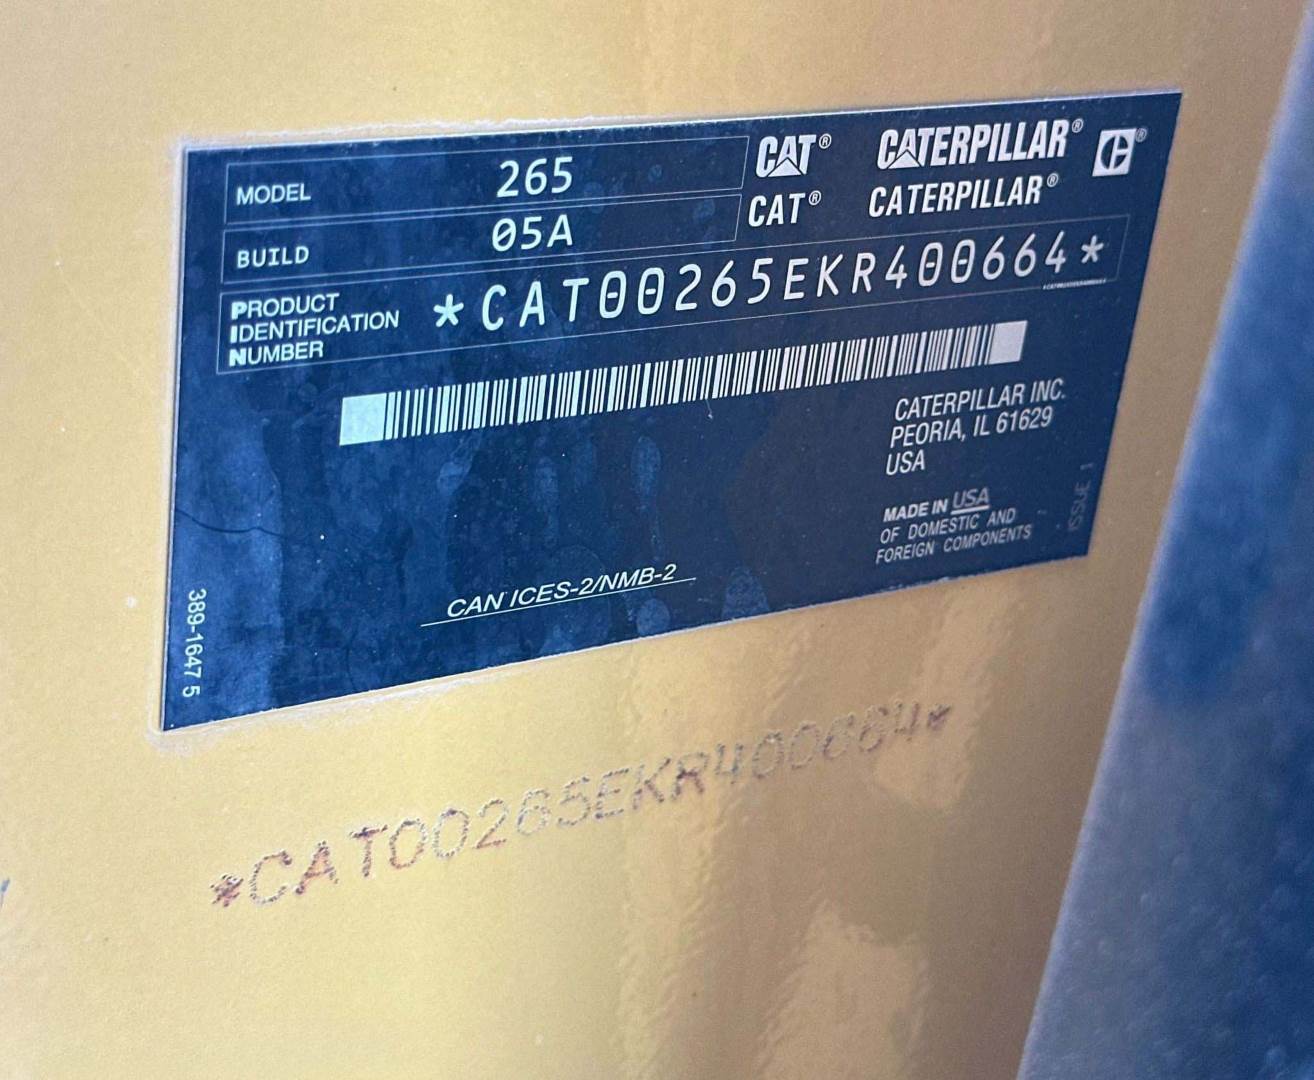 MODEL 265
BUILD 05A
PRODUCT IDENTIFICATION NUMBER *CAT00265EKR400664*
CAT® CATERPILLAR® C®
CAT® CATERPILLAR®
CATERPILLAR INC.
PEORIA, IL 61629
USA
MADE IN USA
OF DOMESTIC AND
FOREIGN COMPONENTS
ISSUE 1
CAN ICES-2/NMB-2
389-1647 5
*CAT00265EKR400664*